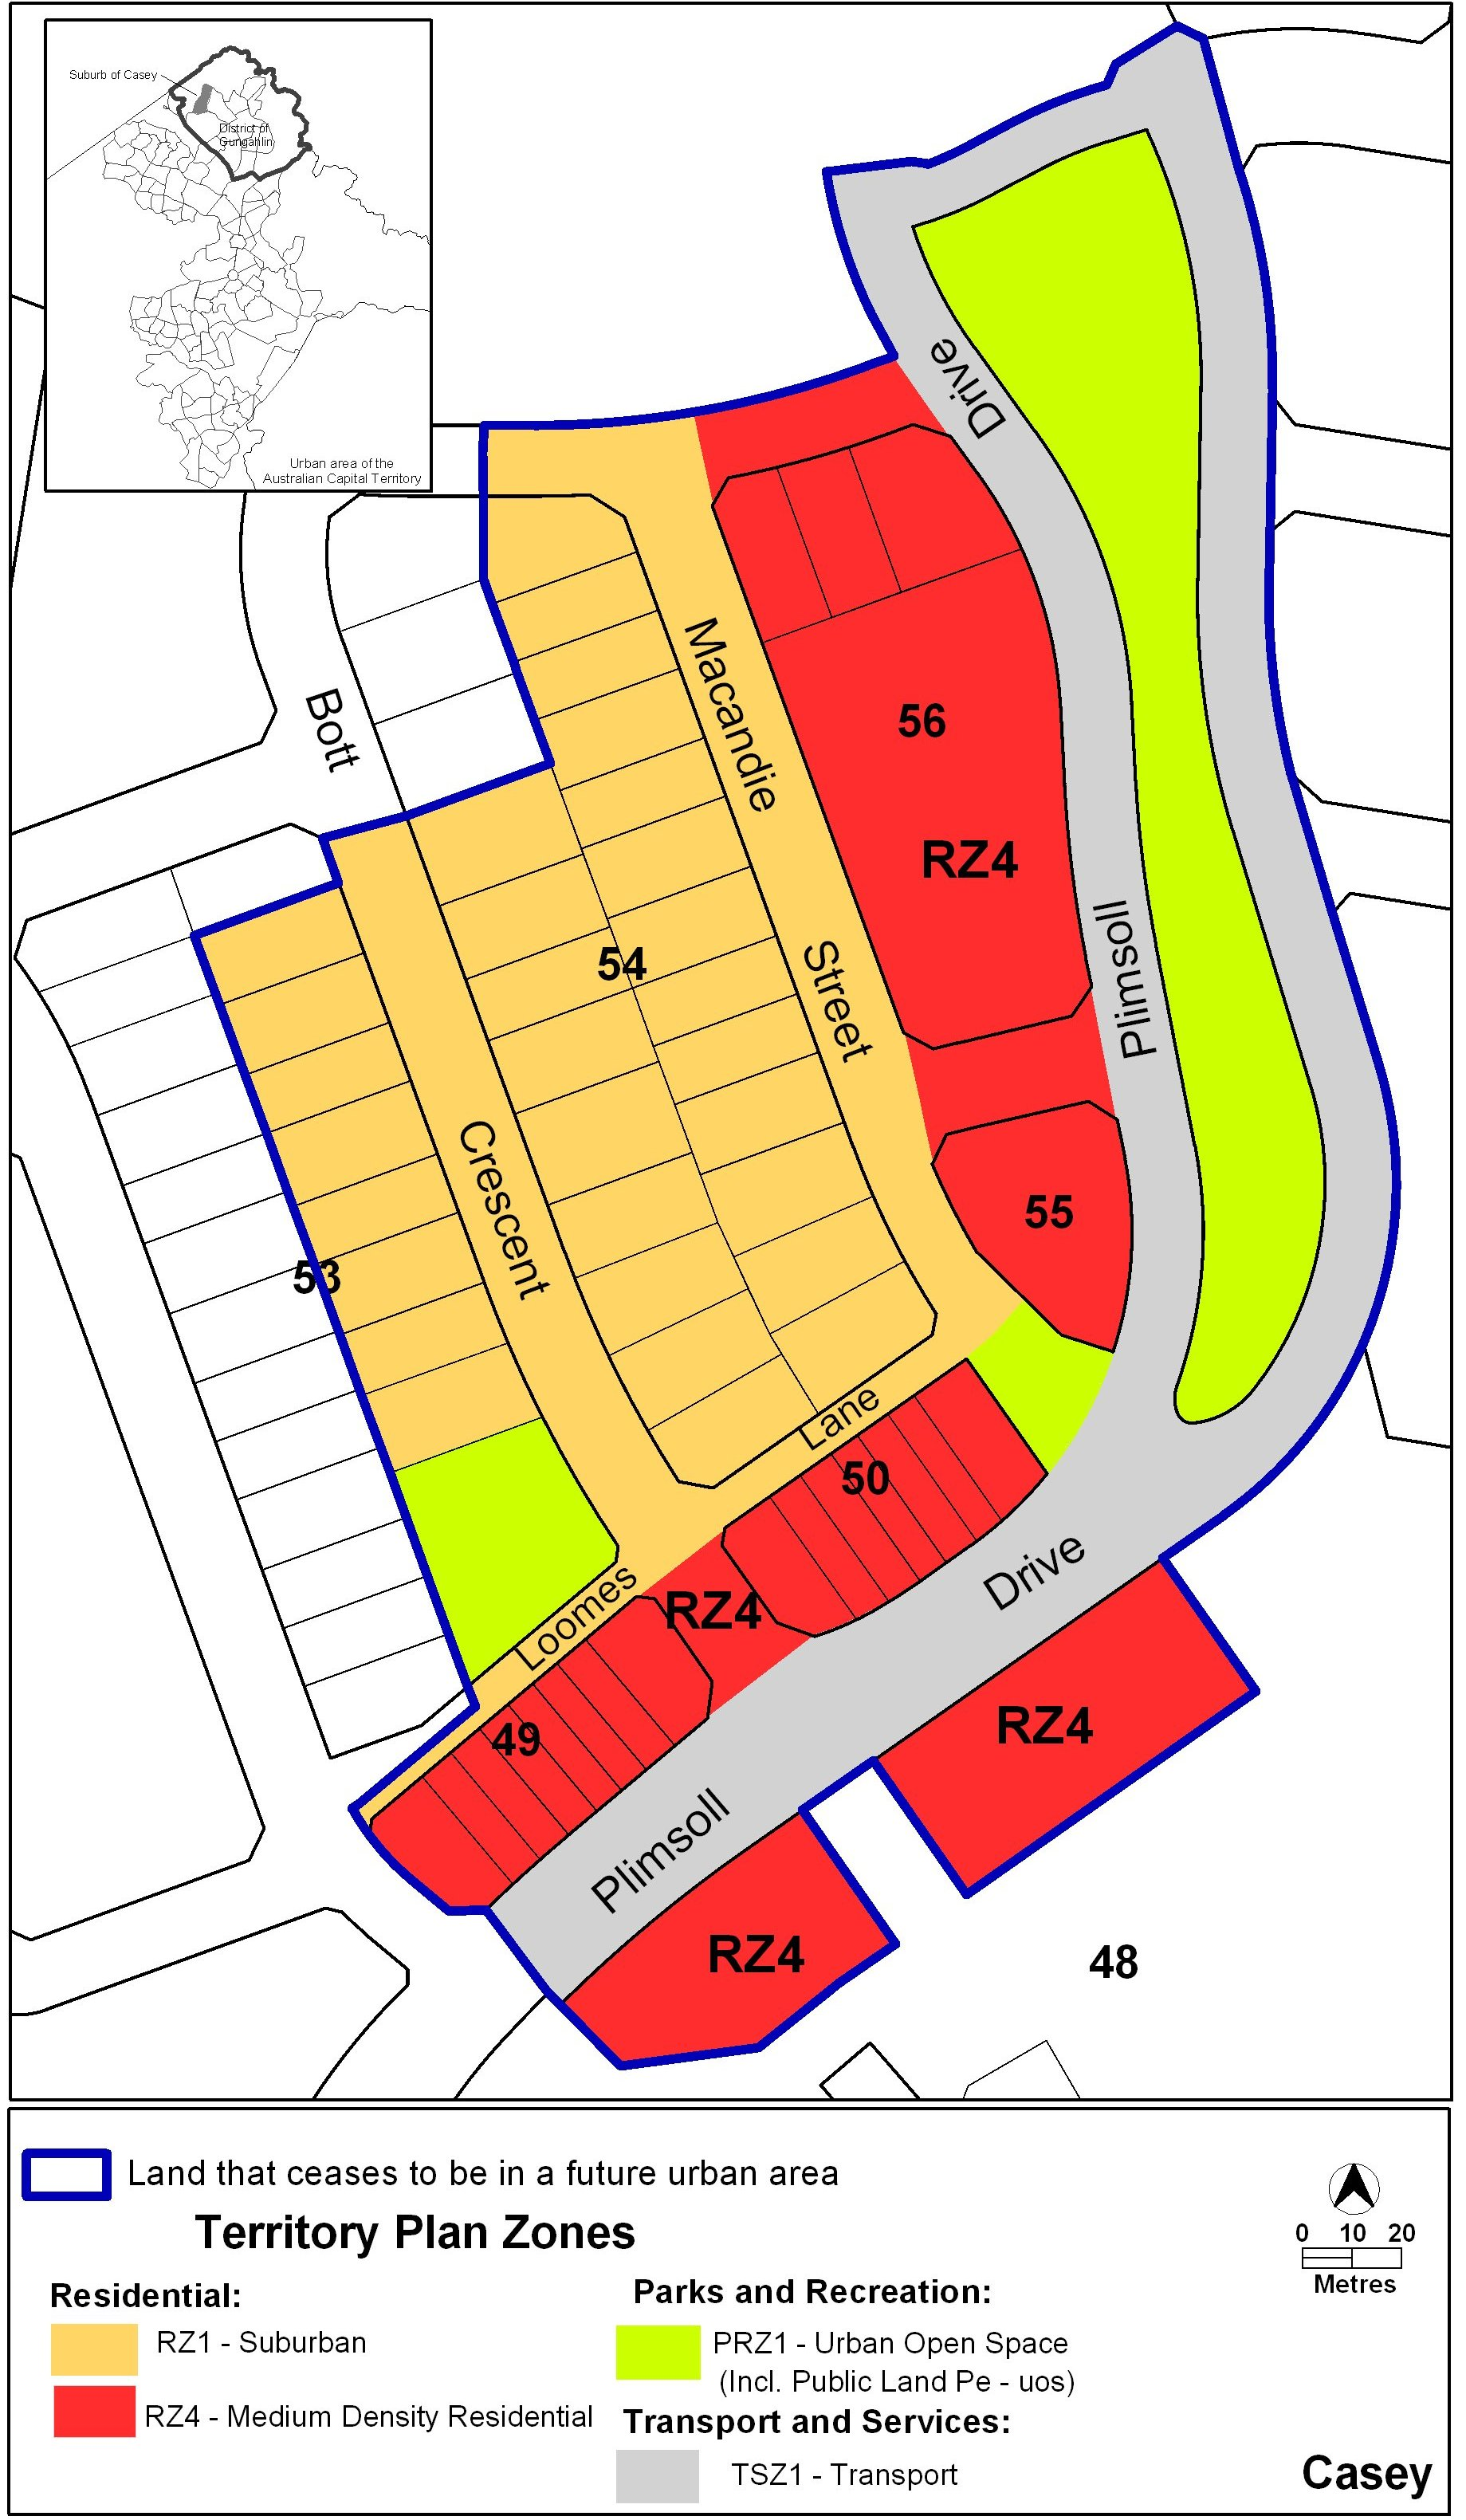 Suburb of Casey
District of
Gungahlin
Urban area of the
Australian Capital Territory
Drive
Bott
Macandie
56
RZ4
54
Street
Plimsoll
Crescent
55
53
Lane
50
Drive
Loomes
RZ4
49
RZ4
Plimsoll
RZ4
48
Land that ceases to be in a future urban area
Territory Plan Zones
0 10 20
Metres
Residential:
RZ1 - Suburban
RZ4 - Medium Density Residential
Parks and Recreation:
PRZ1 - Urban Open Space
(Incl. Public Land Pe - uos)
Transport and Services:
TSZ1 - Transport
Casey